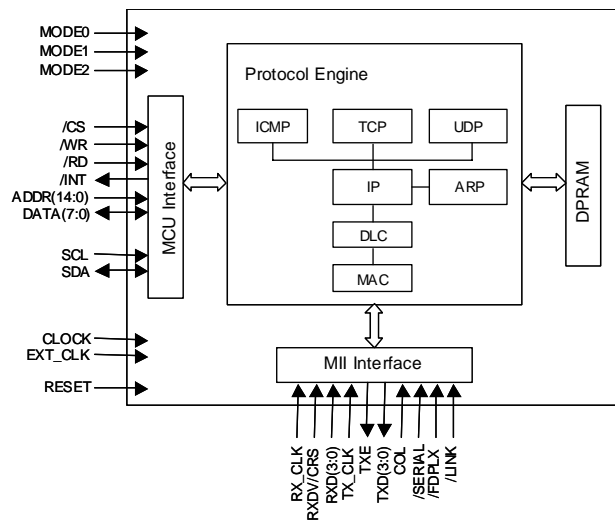 MODE0
MODE1
MODE2
Protocol Engine
ICMP
TCP
UDP
/CS
/WR
/RD
/INT
ADDR(14:0)
DATA(7:0)
SCL
SDA
MCU Interface
IP
ARP
DLC
MAC
DPRAM
CLOCK
EXT_CLK
RESET
MII Interface
RX_CLK
RXDV/CRS
RXD(3:0)
TX_CLK
TXE
TXD(3:0)
COL
/SERIAL
/FDPLX
/LINK